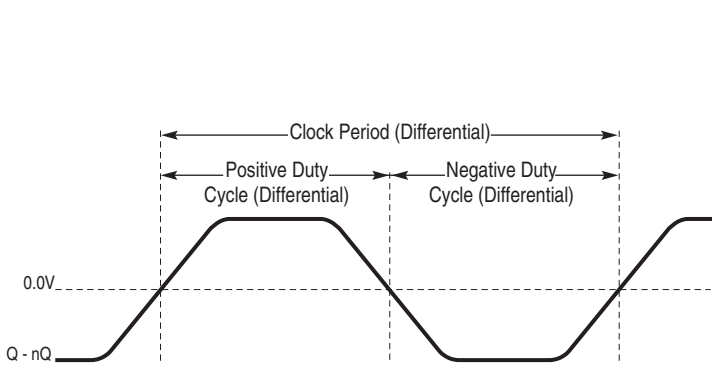 Clock Period (Differential)
Positive Duty
Cycle (Differential)
Negative Duty
Cycle (Differential)
0.0V
Q - nQ